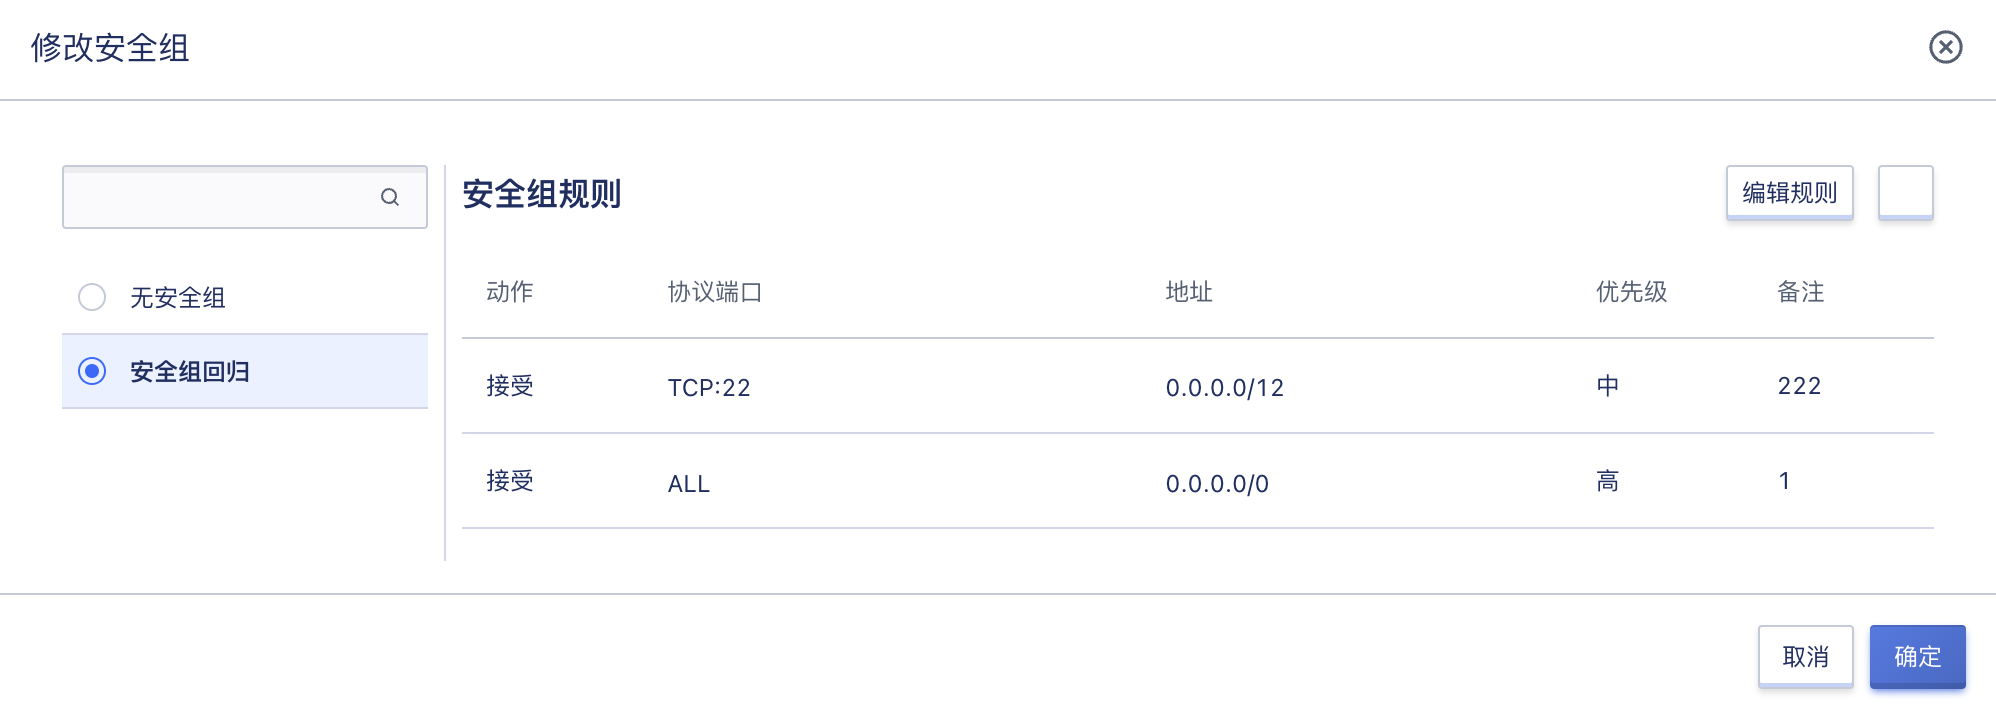 修改安全组
安全组规则
编辑规则
无安全组
安全组回归
动作 协议端口 地址 优先级 备注
接受 TCP:22 0.0.0.0/12 中 222
接受 ALL 0.0.0.0/0 高 1
取消 确定